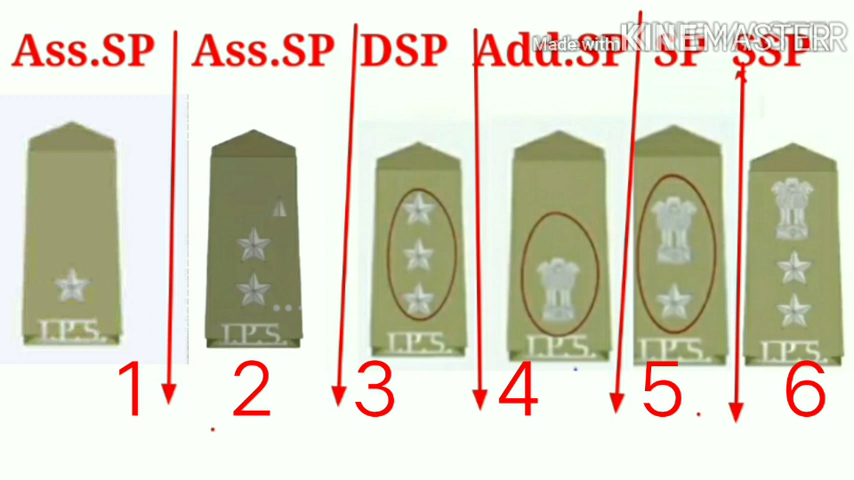 Ass.SP Ass.SP DSP Add.SP SP SSP
Made with KINEMASTER
I.P.S. I.P.S. I.P.S. I.P.S. I.P.S. I.P.S.
1 2 3 4 5 6